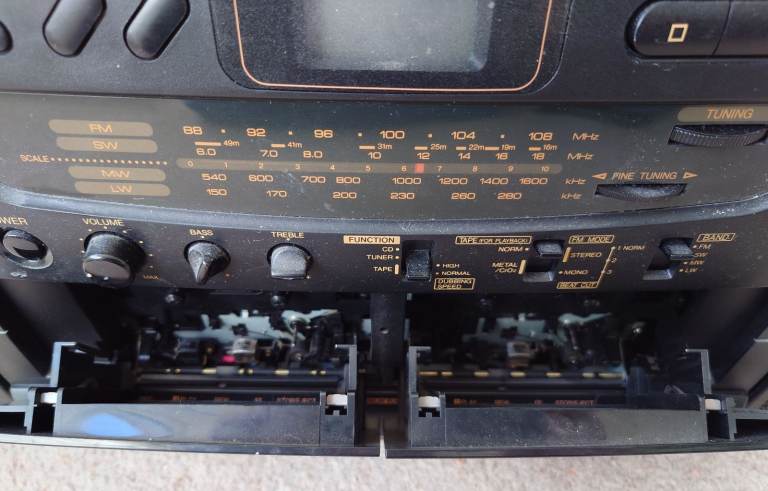 TUNING
FM 88 92 96 100 104 108 MHz
49m 41m 31m 25m 22m 19m 16m
SW 6.0 7.0 8.0 10 12 14 16 18 MHz
SCALE 0 1 2 3 4 5 6 7 8 9 10
MW 540 600 700 800 1000 1200 1400 1600 kHz
LW 150 170 200 230 260 280 kHz
FINE TUNING
OWER VOLUME BASS TREBLE
MAX
FUNCTION
CD
TUNER
TAPE
HIGH
NORMAL
DUBBING
SPEED
TAPE (FOR PLAYBACK)
NORM
METAL
/CrO2
FM MODE
STEREO
MONO
BEAT CUT
1 NORM
2
3
BAND
FM
SW
MW
LW